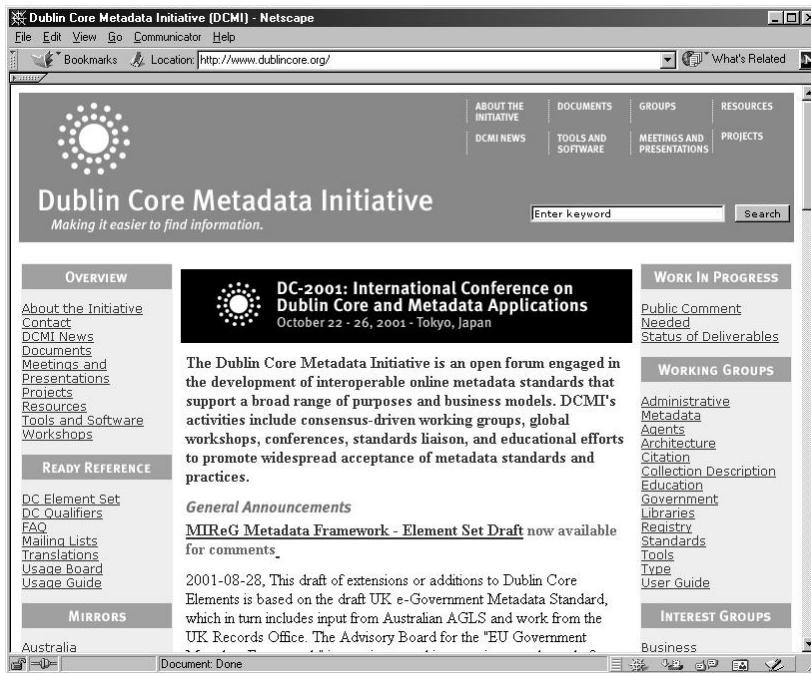 Dublin Core Metadata Initiative (DCMI) - Netscape
File Edit View Go Communicator Help
Bookmarks Location: http://www.dublincore.org/ What's Related N
ABOUT THE INITIATIVE
DOCUMENTS
GROUPS
RESOURCES
DCMI NEWS
TOOLS AND SOFTWARE
MEETINGS AND PRESENTATIONS
PROJECTS
Dublin Core Metadata Initiative
Making it easier to find information.
Enter keyword Search
OVERVIEW
About the Initiative
Contact
DCMI News
Documents
Meetings and
Presentations
Projects
Resources
Tools and Software
Workshops
READY REFERENCE
DC Element Set
DC Qualifiers
FAQ
Mailing Lists
Translations
Usage Board
Usage Guide
MIRRORS
Australia
DC-2001: International Conference on
Dublin Core and Metadata Applications
October 22 - 26, 2001 - Tokyo, Japan
The Dublin Core Metadata Initiative is an open forum engaged in
the development of interoperable online metadata standards that
support a broad range of purposes and business models. DCMI's
activities include consensus-driven working groups, global
workshops, conferences, standards liaison, and educational efforts
to promote widespread acceptance of metadata standards and
practices.
General Announcements
MIReG Metadata Framework - Element Set Draft now available
for comments
2001-08-28, This draft of extensions or additions to Dublin Core
Elements is based on the draft UK e-Government Metadata Standard,
which in turn includes input from Australian AGLS and work from the
UK Records Office. The Advisory Board for the "EU Government
WORK IN PROGRESS
Public Comment
Needed
Status of Deliverables
WORKING GROUPS
Administrative
Metadata
Agents
Architecture
Citation
Collection Description
Education
Government
Libraries
Registry
Standards
Tools
Type
User Guide
INTEREST GROUPS
Business
Document: Done